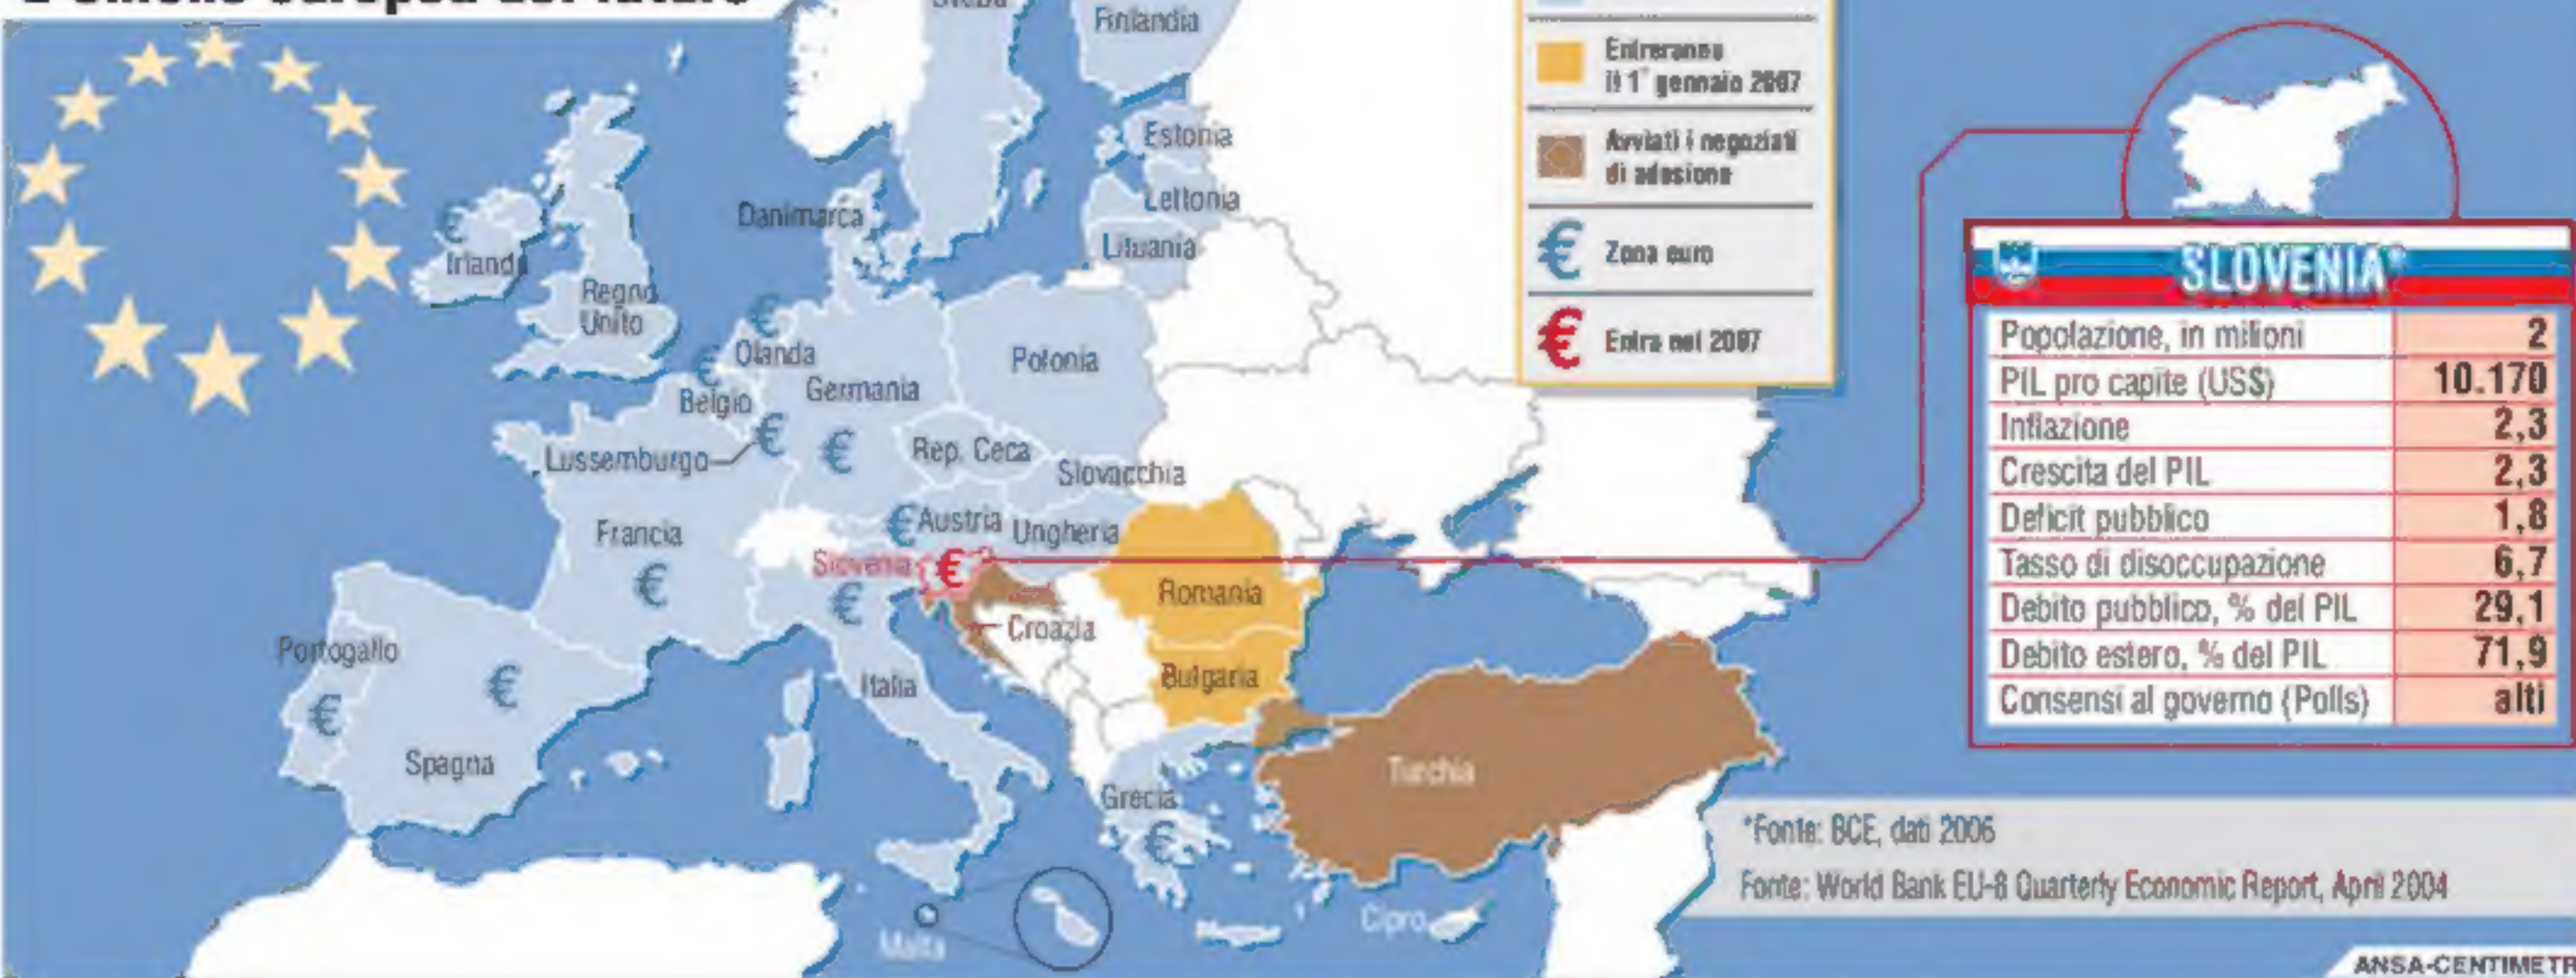 Finlandia
Estonia
Lettonia
Lituania
Danimarca
Irlanda
Regno
Unito
Olanda
Belgio
Germania
Polonia
Lussemburgo
Rep. Ceca
Slovacchia
Francia
€Austria
Ungheria
Slovenia
Romania
Croazia
Bulgaria
Portogallo
Italia
Spagna
Grecia
Turchia
Malta
Cipro
Entreranno
il 1° gennaio 2007
Avviati i negoziati
di adesione
€ Zona euro
€ Entra nel 2007
SLOVENIA*
Popolazione, in milioni 2
PIL pro capite (US$) 10.170
Inflazione 2,3
Crescita del PIL 2,3
Deficit pubblico 1,8
Tasso di disoccupazione 6,7
Debito pubblico, % del PIL 29,1
Debito estero, % del PIL 71,9
Consensi al governo (Polls) alti
*Fonte: BCE, dati 2006
Fonte: World Bank EU-8 Quarterly Economic Report, April 2004